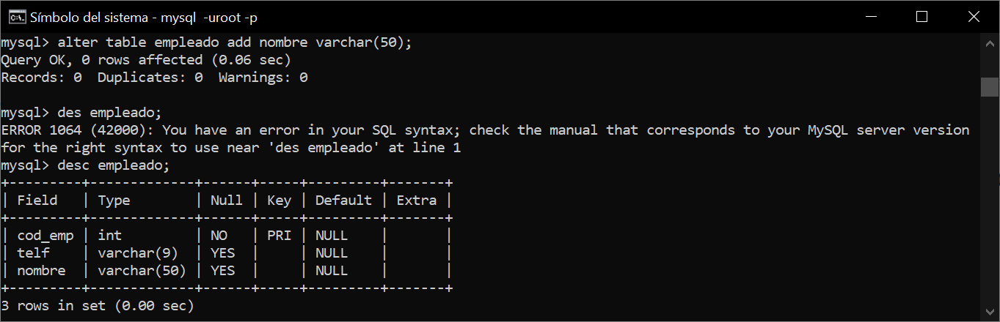 Símbolo del sistema - mysql  -uroot -p
mysql> alter table empleado add nombre varchar(50);
Query OK, 0 rows affected (0.06 sec)
Records: 0  Duplicates: 0  Warnings: 0
mysql> des empleado;
ERROR 1064 (42000): You have an error in your SQL syntax; check the manual that corresponds to your MySQL server version
for the right syntax to use near 'des empleado' at line 1
mysql> desc empleado;
+---------+-------------+------+-----+---------+-------+
| Field   | Type        | Null | Key | Default | Extra |
+---------+-------------+------+-----+---------+-------+
| cod_emp | int         | NO   | PRI | NULL    |       |
| telf    | varchar(9)  | YES  |     | NULL    |       |
| nombre  | varchar(50) | YES  |     | NULL    |       |
+---------+-------------+------+-----+---------+-------+
3 rows in set (0.00 sec)